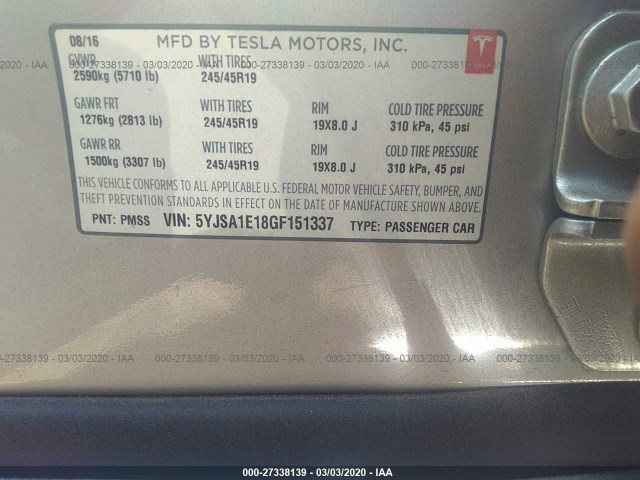 08/16 MFD BY TESLA MOTORS, INC.
GVWR WITH TIRES
2590kg (5710 lb) 245/45R19
GAWR FRT WITH TIRES RIM COLD TIRE PRESSURE
1276kg (2813 lb) 245/45R19 19X8.0 J 310 kPa, 45 psi
GAWR RR WITH TIRES RIM COLD TIRE PRESSURE
1500kg (3307 lb) 245/45R19 19X8.0 J 310 kPa, 45 psi
THIS VEHICLE CONFORMS TO ALL APPLICABLE U.S. FEDERAL MOTOR VEHICLE SAFETY, BUMPER, AND
THEFT PREVENTION STANDARDS IN EFFECT ON THE DATE OF MANUFACTURE SHOWN ABOVE.
PNT: PMSS VIN: 5YJSA1E18GF151337 TYPE: PASSENGER CAR
000-27338139 - 03/03/2020 - IAA